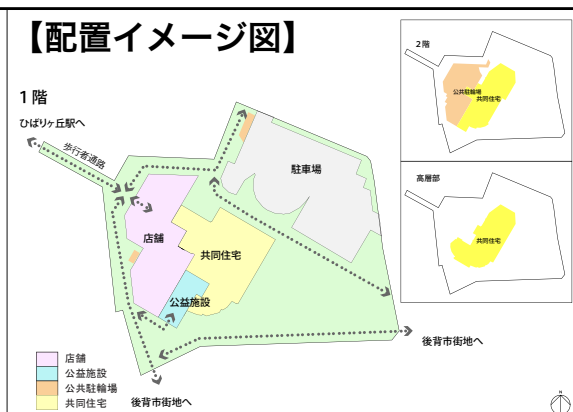 【配置イメージ図】
1 階
ひばりヶ丘駅へ
歩行者通路
駐車場
店舗
共同住宅
公益施設
後背市街地へ
後背市街地へ
店舗
公益施設
公共駐輪場
共同住宅
2 階
公共駐輪場
共同住宅
高層部
共同住宅